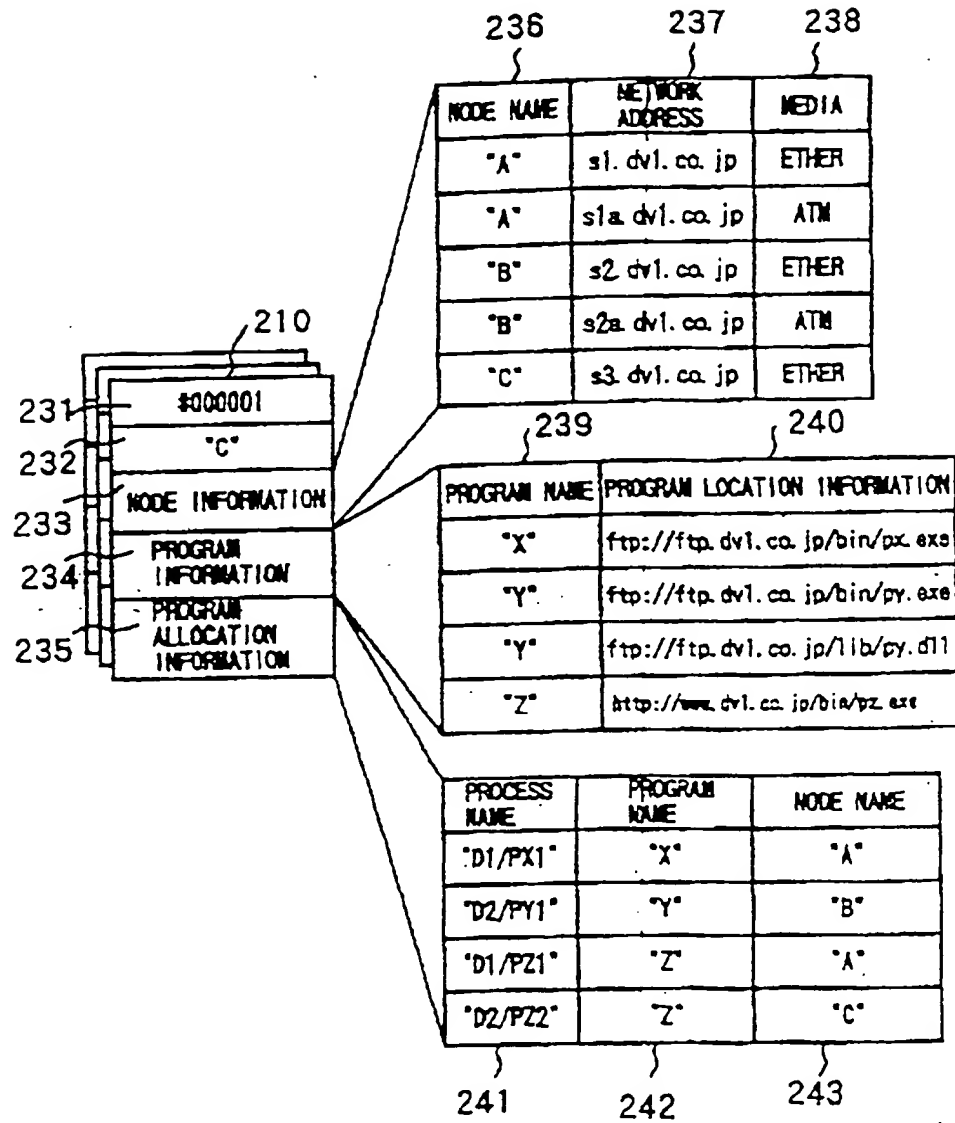 236 237 238
NODE NAME NETWORK ADDRESS MEDIA
"A" s1.dv1.co.jp ETHER
"A" s1a.dv1.co.jp ATM
"B" s2.dv1.co.jp ETHER
"B" s2a.dv1.co.jp ATM
"C" s3.dv1.co.jp ETHER
210
231 #000001
232 "C"
233 NODE INFORMATION
234 PROGRAM INFORMATION
235 PROGRAM ALLOCATION INFORMATION
239 240
PROGRAM NAME PROGRAM LOCATION INFORMATION
"X" ftp://ftp.dv1.co.jp/bin/px.exe
"Y" ftp://ftp.dv1.co.jp/bin/py.exe
"Y" ftp://ftp.dv1.co.jp/lib/py.dll
"Z" http://www.dv1.co.jp/bin/pz.exe
PROCESS NAME PROGRAM NAME NODE NAME
"D1/PX1" "X" "A"
"D2/PY1" "Y" "B"
"D1/PZ1" "Z" "A"
"D2/PZ2" "Z" "C"
241 242 243